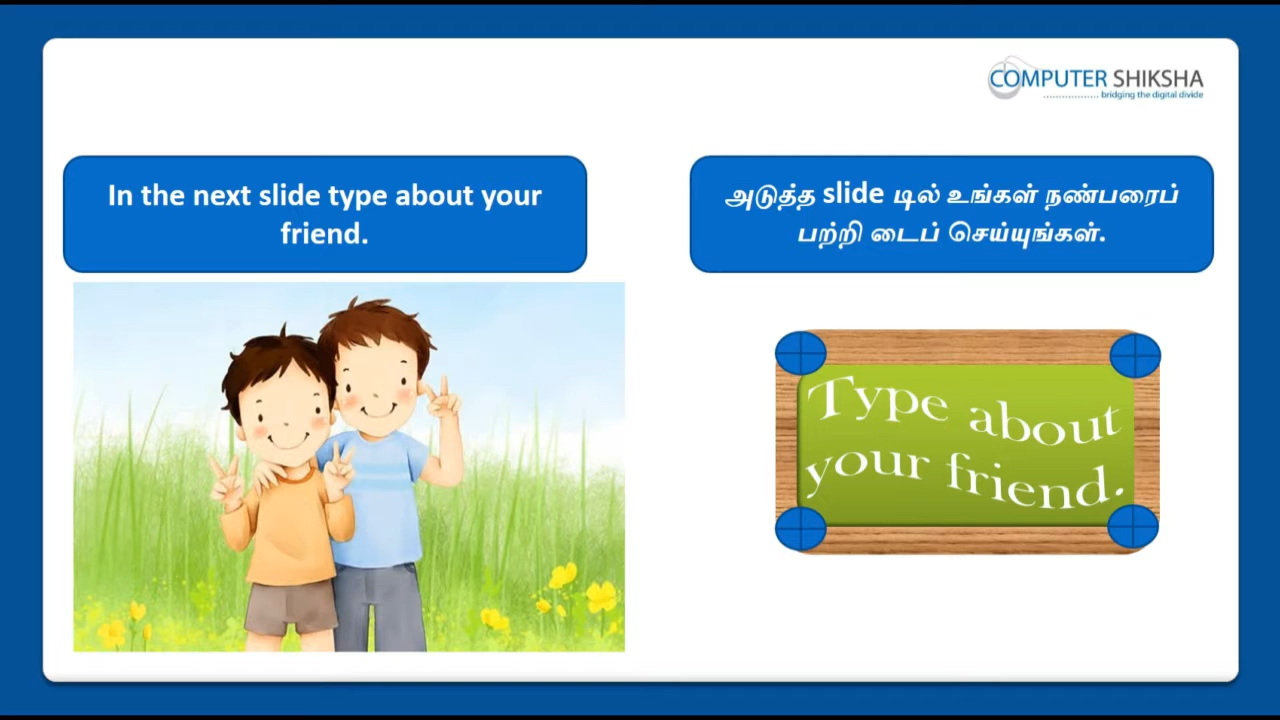 COMPUTER SHIKSHA
bridging the digital divide
In the next slide type about your
friend.
அடுத்த slide டில் உங்கள் நண்பரைப்
பற்றி டைப் செய்யுங்கள்.
Type about
your friend.